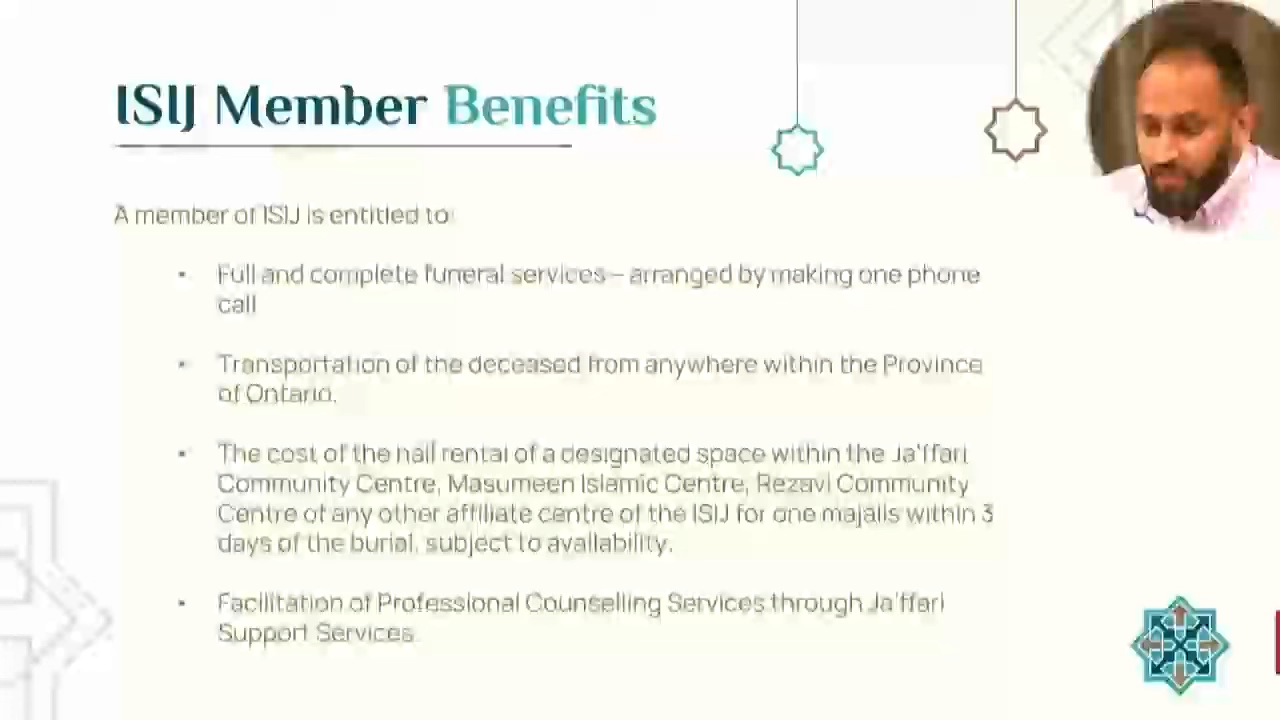 ISIJ Member Benefits
A member of ISIJ is entitled to:
• Full and complete funeral services – arranged by making one phone
call
• Transportation of the deceased from anywhere within the Province
of Ontario.
• The cost of the hall rental of a designated space within the Ja'ffari
Community Centre, Masumeen Islamic Centre, Rezavi Community
Centre of any other affiliate centre of the ISIJ for one majalis within 3
days of the burial, subject to availability.
• Facilitation of Professional Counselling Services through Ja'ffari
Support Services.